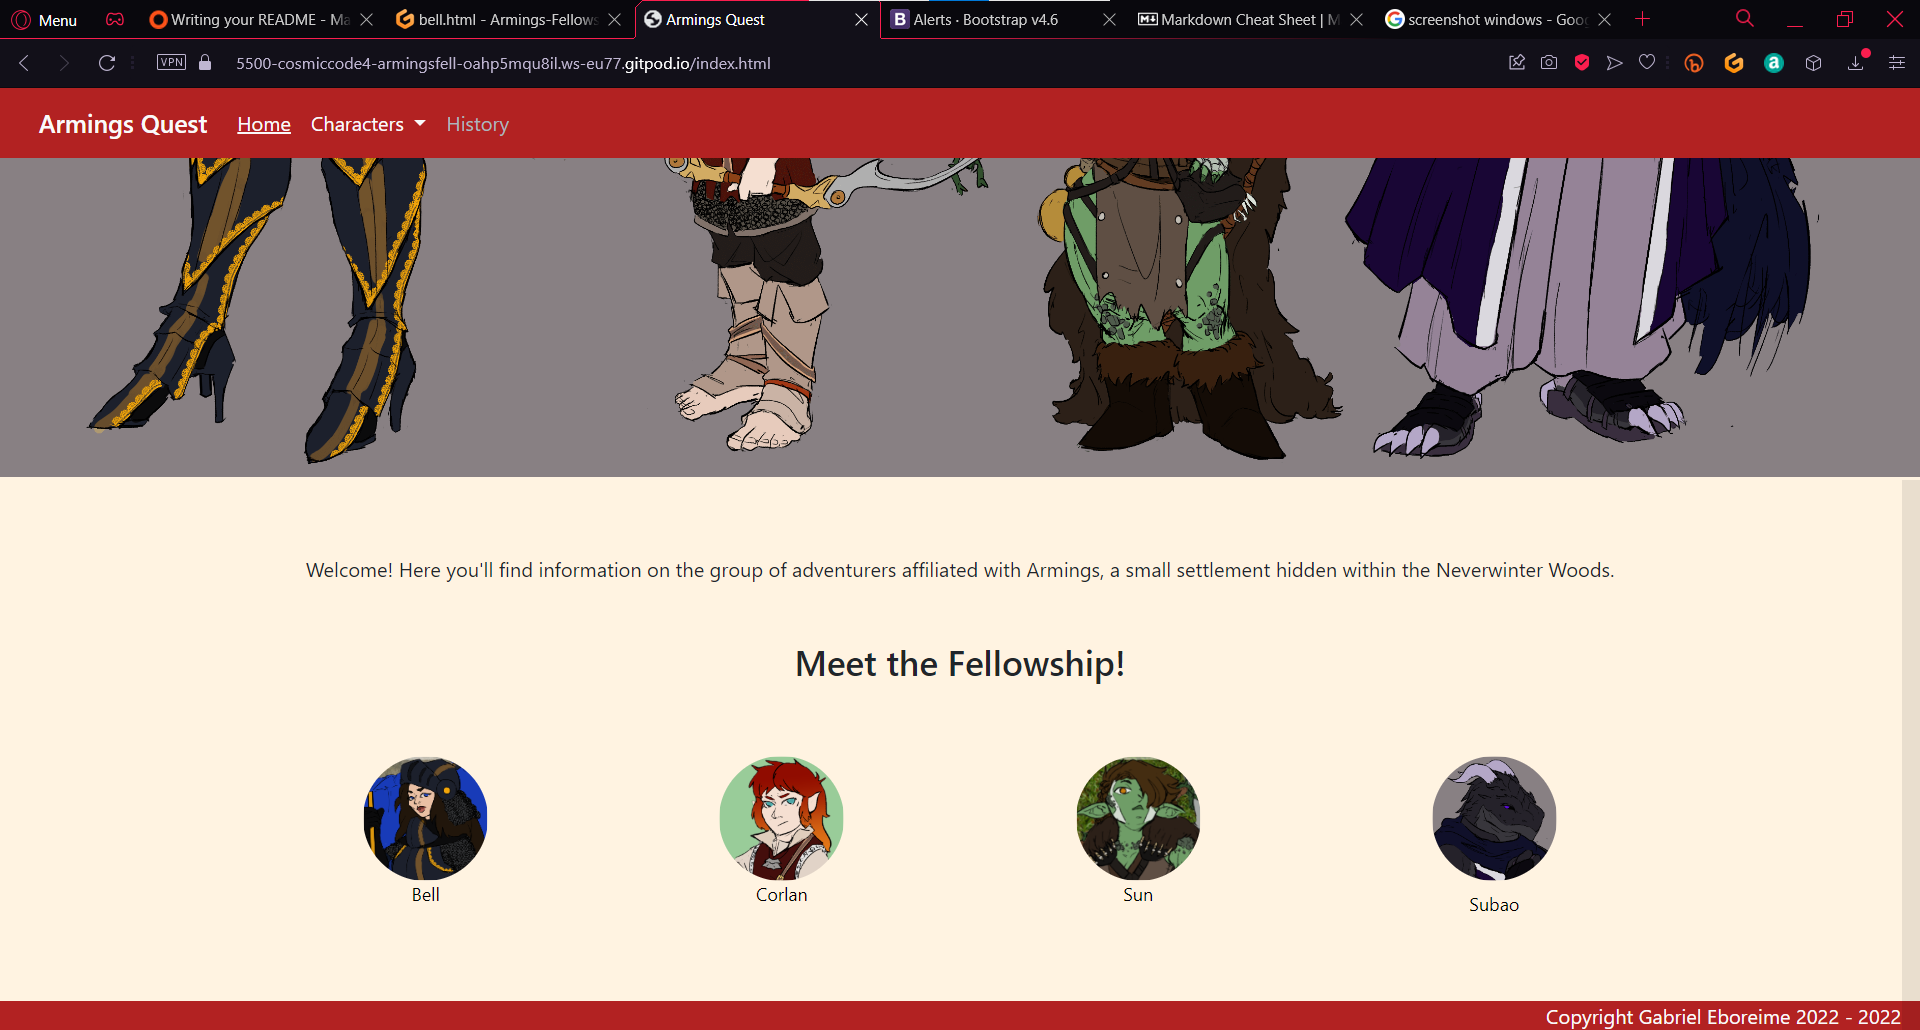 Menu
Writing your README - Ma
bell.html - Armings-Fellows
Armings Quest
Alerts · Bootstrap v4.6
Markdown Cheat Sheet | M
screenshot windows - Goo
VPN
5500-cosmiccode4-armingsfell-oahp5mqu8il.ws-eu77.gitpod.io/index.html
Armings Quest Home Characters History
Welcome! Here you'll find information on the group of adventurers affiliated with Armings, a small settlement hidden within the Neverwinter Woods.
Meet the Fellowship!
Bell
Corlan
Sun
Subao
Copyright Gabriel Eboreime 2022 - 2022